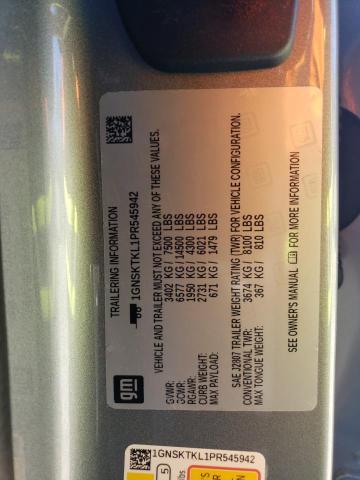 gm
TRAILERING INFORMATION
1GNSKTKL1PR545942
VEHICLE AND TRAILER MUST NOT EXCEED ANY OF THESE VALUES.
GVWR: 3402 KG / 7500 LBS
GCWR: 6577 KG / 14500 LBS
RGAWR: 1950 KG / 4300 LBS
CURB WEIGHT: 2731 KG / 6021 LBS
MAX PAYLOAD: 671 KG / 1479 LBS
SAE J2807 TRAILER WEIGHT RATING (TWR) FOR VEHICLE CONFIGURATION.
CONVENTIONAL TWR: 3674 KG / 8100 LBS
MAX TONGUE WEIGHT: 367 KG / 810 LBS
SEE OWNER'S MANUAL FOR MORE INFORMATION
1GNSKTKL1PR545942
5
lbs